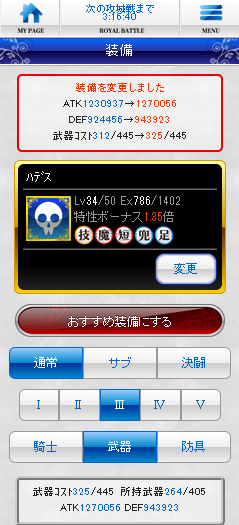 次の攻城戦まで
3:16:40
MY PAGE
ROYAL BATTLE
MENU
装備
装備を変更しました
ATK1230937→1270056
DEF924456→943923
武器ｺｽﾄ312/445→325/445
ﾊﾃﾞｽ
Lv34/50 Ex786/1402
特性ボーナス1.35倍
技 魔 短 兜 足
変更
おすすめ装備にする
通常 サブ 決闘
Ⅰ Ⅱ Ⅲ Ⅳ Ⅴ
騎士 武器 防具
武器ｺｽﾄ325/445 所持武器264/405
ATK1270056 DEF943923